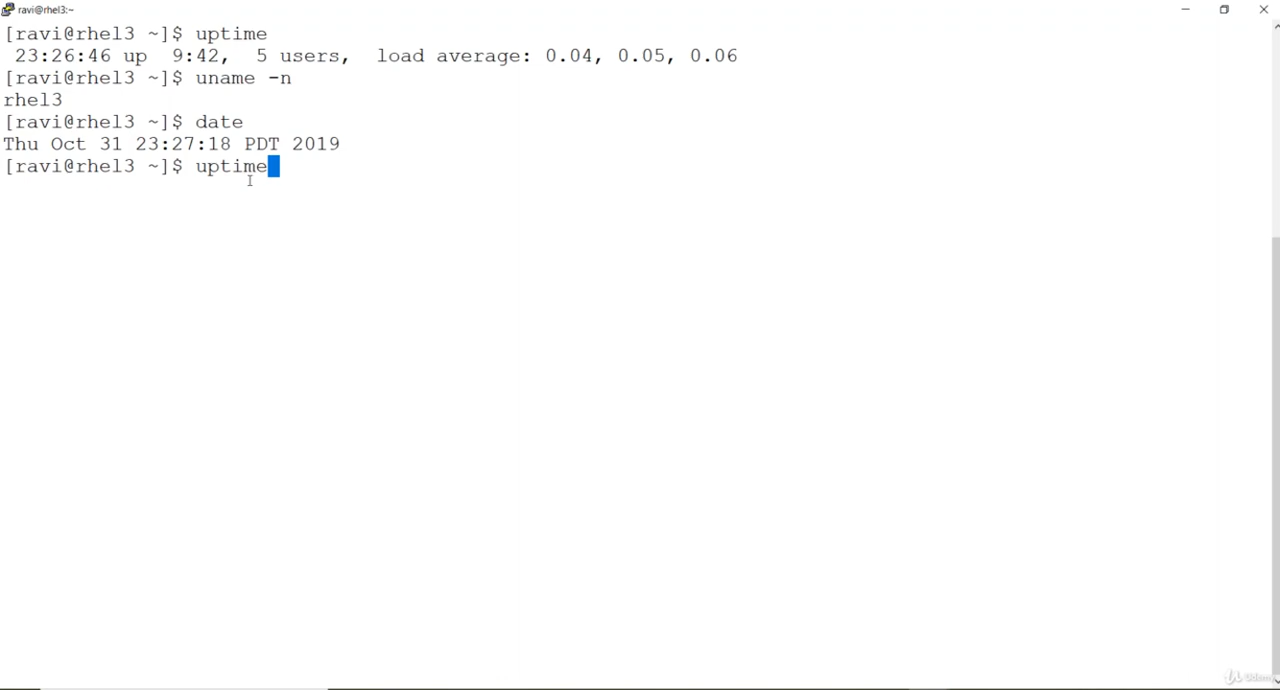 ravi@rhel3:~
[ravi@rhel3 ~]$ uptime
 23:26:46 up  9:42,  5 users,  load average: 0.04, 0.05, 0.06
[ravi@rhel3 ~]$ uname -n
rhel3
[ravi@rhel3 ~]$ date
Thu Oct 31 23:27:18 PDT 2019
[ravi@rhel3 ~]$ uptime
Udemy